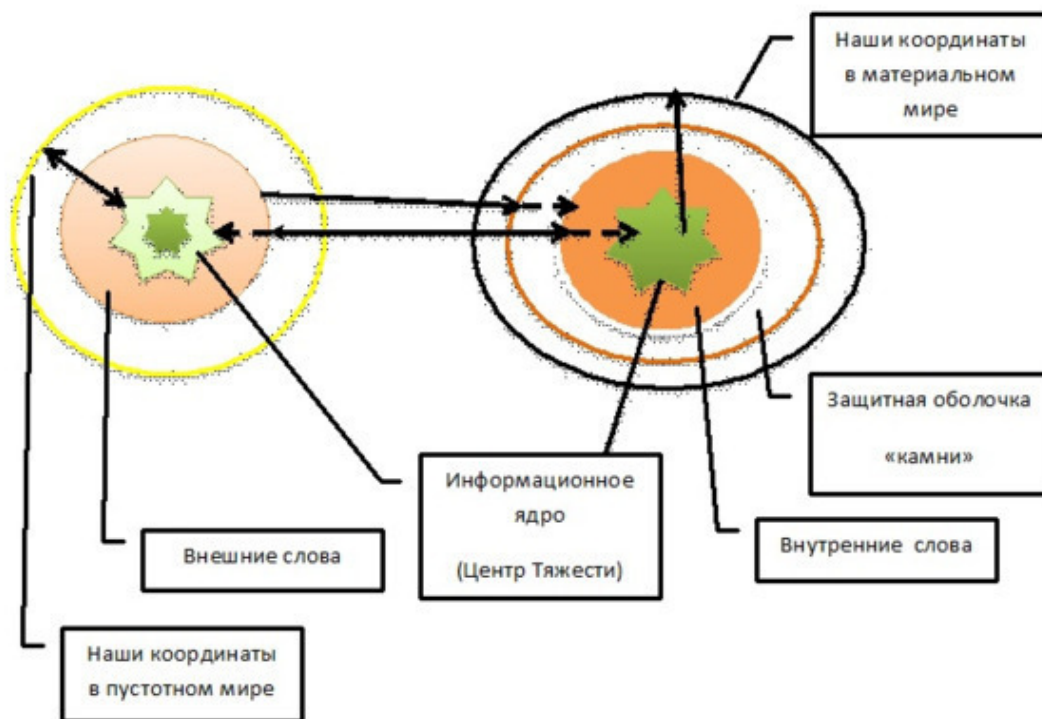 Наши координаты
в материальном
мире
Защитная оболочка
«камни»
Информационное
ядро
(Центр Тяжести)
Внутренние слова
Внешние слова
Наши координаты
в пустотном мире